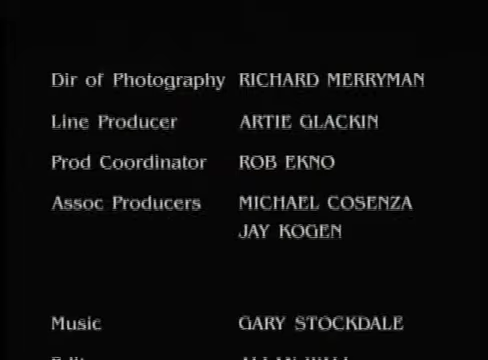 Dir of Photography RICHARD MERRYMAN
Line Producer ARTIE GLACKIN
Prod Coordinator ROB EKNO
Assoc Producers MICHAEL COSENZA
JAY KOGEN
Music GARY STOCKDALE